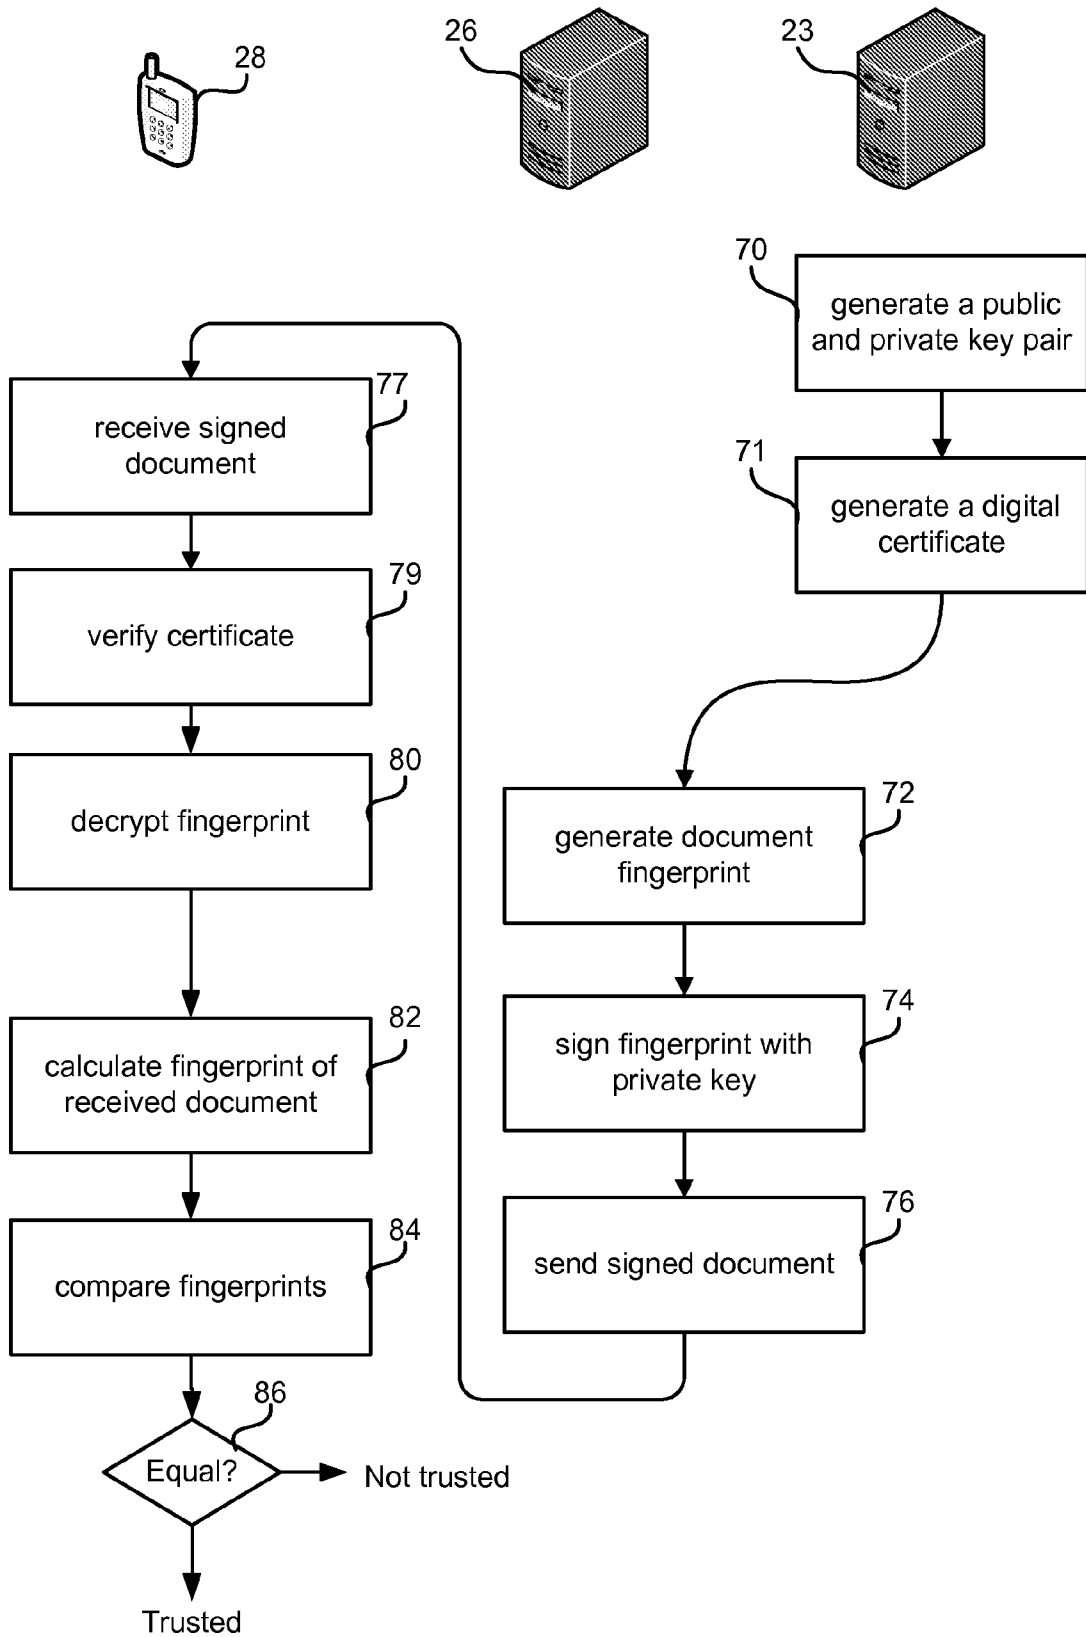 28
26
23
70
generate a public
and private key pair
71
generate a digital
certificate
72
generate document
fingerprint
74
sign fingerprint with
private key
76
send signed document
77
receive signed
document
79
verify certificate
80
decrypt fingerprint
82
calculate fingerprint of
received document
84
compare fingerprints
86
Equal?
Not trusted
Trusted